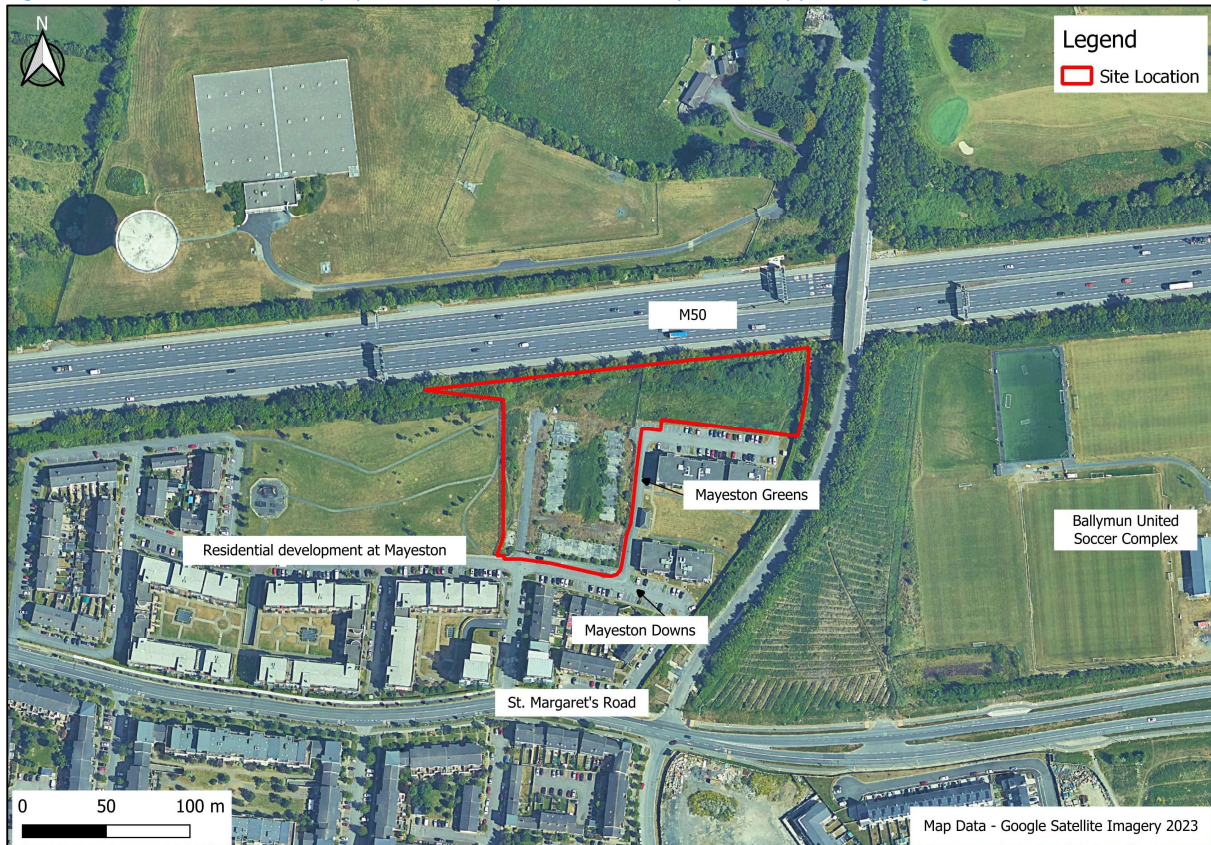 N
Legend
Site Location
M50
Mayeston Greens
Residential development at Mayeston
Ballymun United
Soccer Complex
Mayeston Downs
St. Margaret's Road
0 50 100 m
Map Data - Google Satellite Imagery 2023